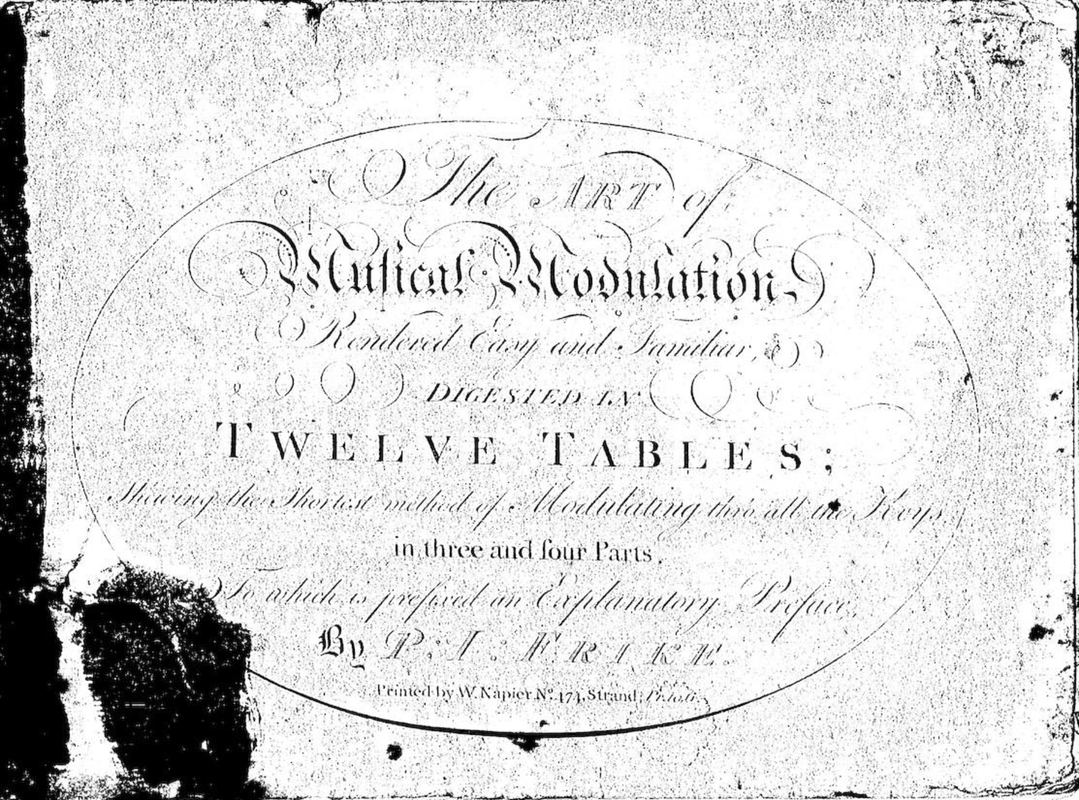 The ART of
Muſical Modulation
Rendered Easy and Familiar,
DIGESTED IN
TWELVE TABLES;
Shewing the Shortest method of Modulating thro' all the Keys
in three and four Parts.
To which is prefixed an Explanatory Preface,
By P. I. FRIKE.
Printed by W. Napier No. 474, Strand,